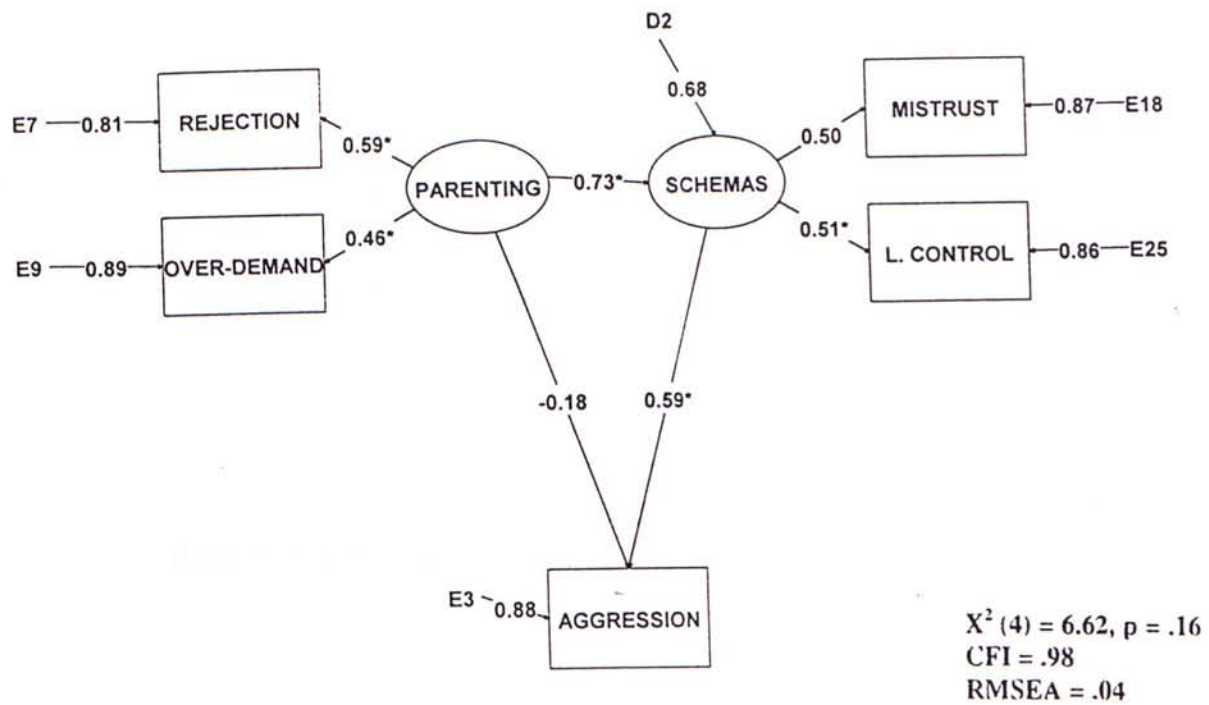 D2
0.68
E7 0.81 REJECTION
0.59*
PARENTING
0.73*
SCHEMAS
0.50
MISTRUST
0.87 E18
E9 0.89 OVER-DEMAND
0.46*
0.51*
L. CONTROL
0.86 E25
-0.18
0.59*
E3 0.88 AGGRESSION
X² (4) = 6.62, p = .16
CFI = .98
RMSEA = .04